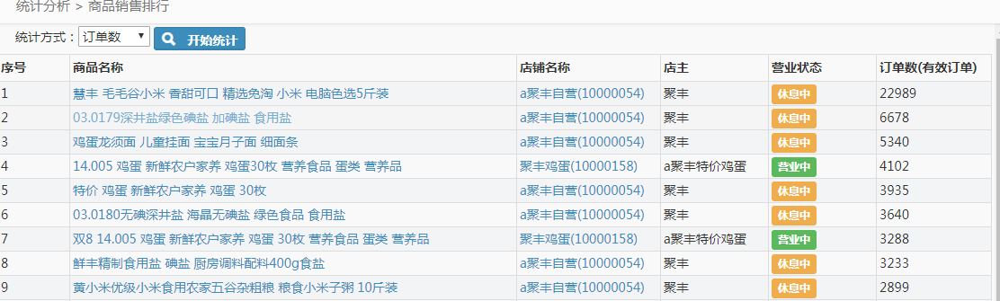 统计分析 > 商品销售排行
统计方式：订单数 开始统计
序号 商品名称 店铺名称 店主 营业状态 订单数(有效订单)
1 慧丰 毛毛谷小米 香甜可口 精选免淘 小米 电脑色选5斤装 a聚丰自营(10000054) 聚丰 休息中 22989
2 03.0179深井盐绿色碘盐 加碘盐 食用盐 a聚丰自营(10000054) 聚丰 休息中 6678
3 鸡蛋龙须面 儿童挂面 宝宝月子面 细面条 a聚丰自营(10000054) 聚丰 休息中 5340
4 14.005 鸡蛋 新鲜农户家养 鸡蛋30枚 营养食品 蛋类 营养品 聚丰鸡蛋(10000158) a聚丰特价鸡蛋 营业中 4102
5 特价 鸡蛋 新鲜农户家养 鸡蛋 30枚 a聚丰自营(10000054) 聚丰 休息中 3935
6 03.0180无碘深井盐 海晶无碘盐 绿色食品 食用盐 a聚丰自营(10000054) 聚丰 休息中 3640
7 双8 14.005 鸡蛋 新鲜农户家养 鸡蛋 30枚 营养食品 蛋类 营养品 聚丰鸡蛋(10000158) a聚丰特价鸡蛋 营业中 3288
8 鲜丰精制食用盐 碘盐 厨房调料配料400g食盐 a聚丰自营(10000054) 聚丰 休息中 3233
9 黄小米优级小米食用农家五谷杂粗粮 粮食小米子粥 10斤装 a聚丰自营(10000054) 聚丰 休息中 2899